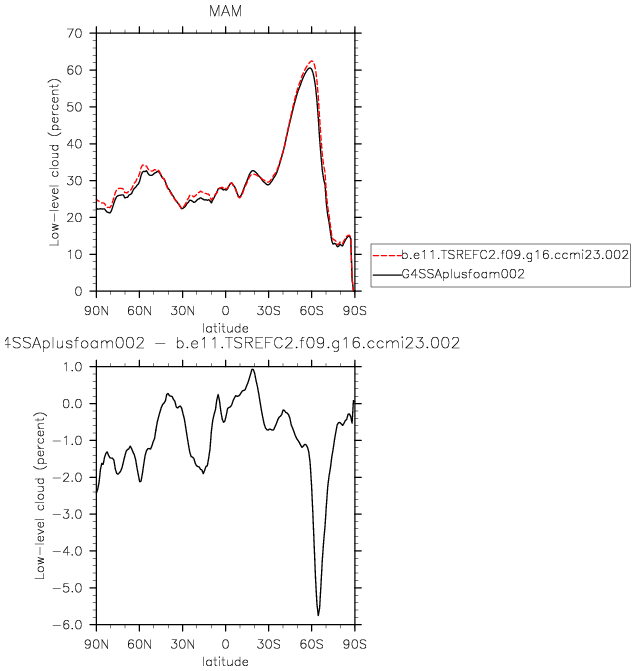 MAM
Low-level cloud (percent)
70
60
50
40
30
20
10
0
90N 60N 30N 0 30S 60S 90S
latitude
b.e11.TSREFC2.f09.g16.ccmi23.002
G4SSAplusfoam002
4SSAplusfoam002 - b.e11.TSREFC2.f09.g16.ccmi23.002
Low-level cloud (percent)
1.0
0.0
-1.0
-2.0
-3.0
-4.0
-5.0
-6.0
90N 60N 30N 0 30S 60S 90S
latitude